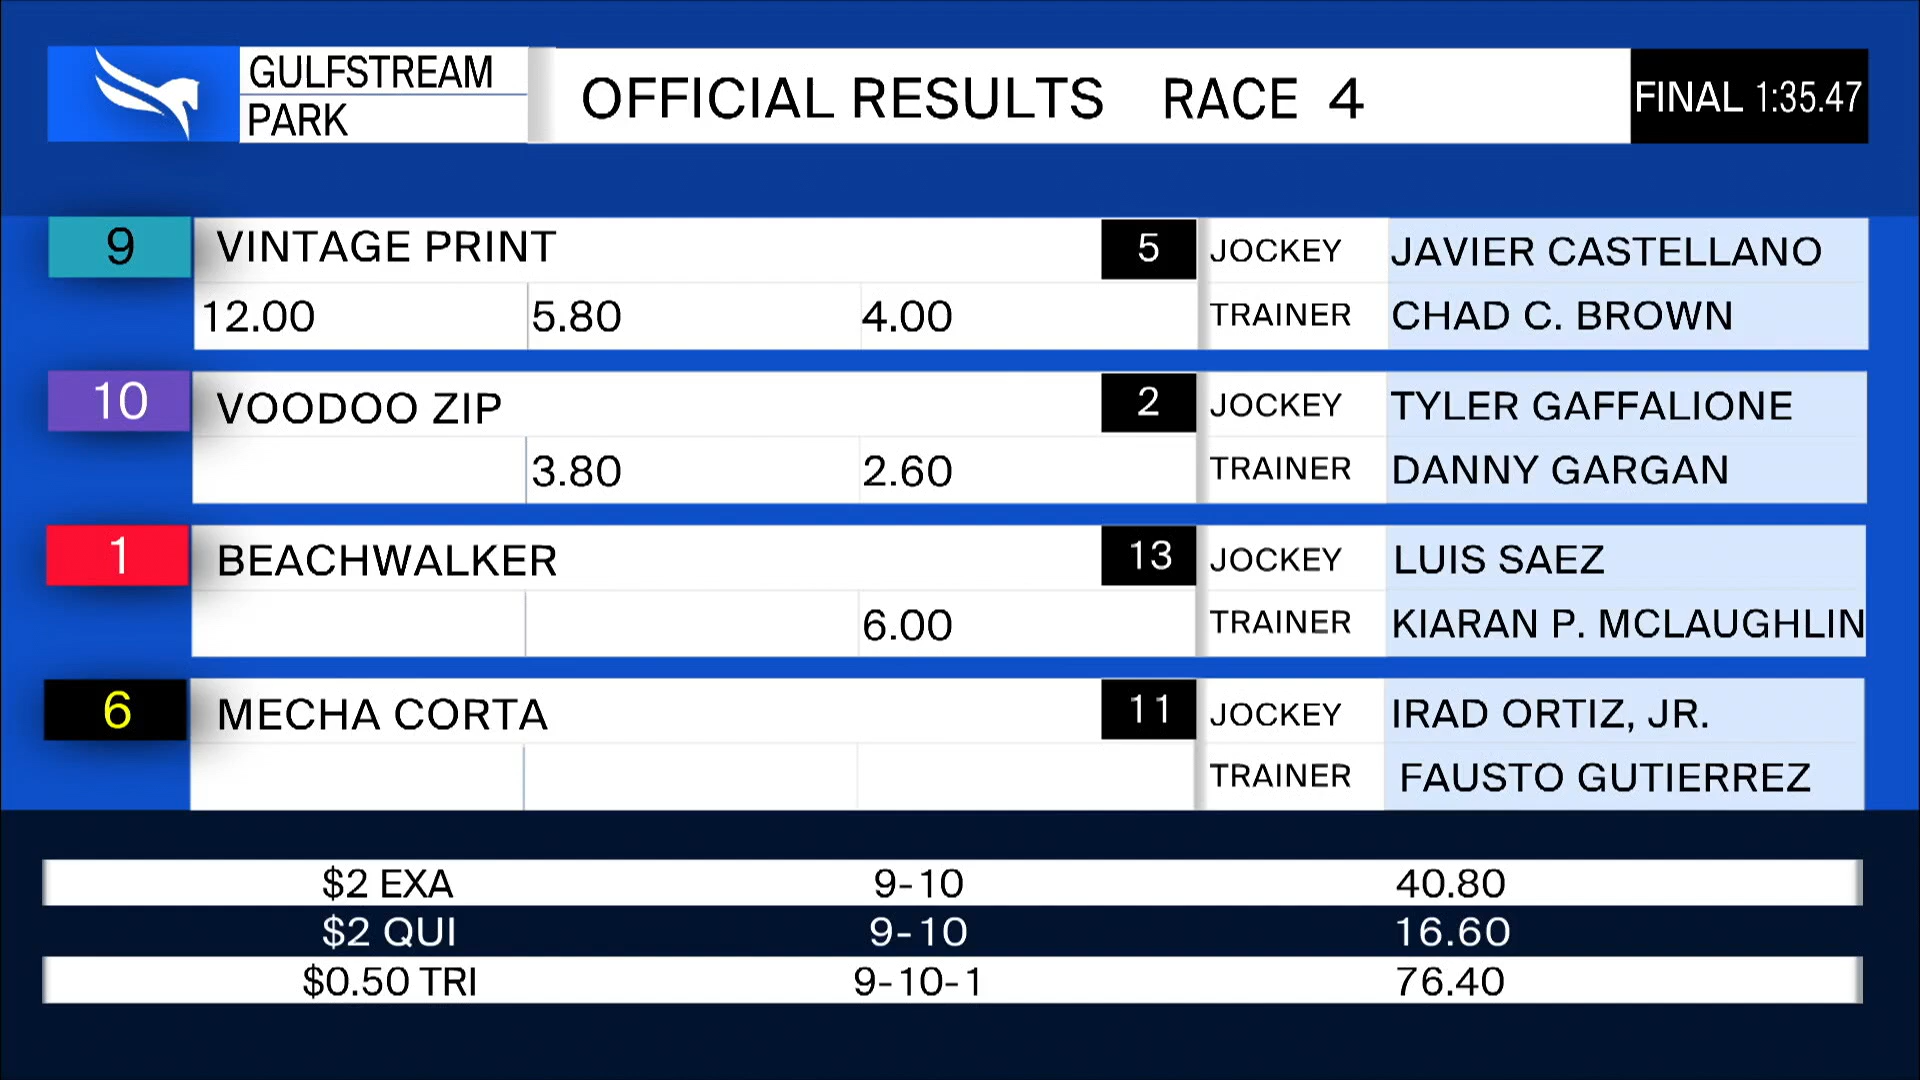 GULFSTREAM
PARK
OFFICIAL RESULTS RACE 4
FINAL 1:35.47
9 VINTAGE PRINT 5 JOCKEY JAVIER CASTELLANO
12.00 5.80 4.00 TRAINER CHAD C. BROWN
10 VOODOO ZIP 2 JOCKEY TYLER GAFFALIONE
3.80 2.60 TRAINER DANNY GARGAN
1 BEACHWALKER 13 JOCKEY LUIS SAEZ
6.00 TRAINER KIARAN P. MCLAUGHLIN
6 MECHA CORTA 11 JOCKEY IRAD ORTIZ, JR.
TRAINER FAUSTO GUTIERREZ
$2 EXA 9-10 40.80
$2 QUI 9-10 16.60
$0.50 TRI 9-10-1 76.40